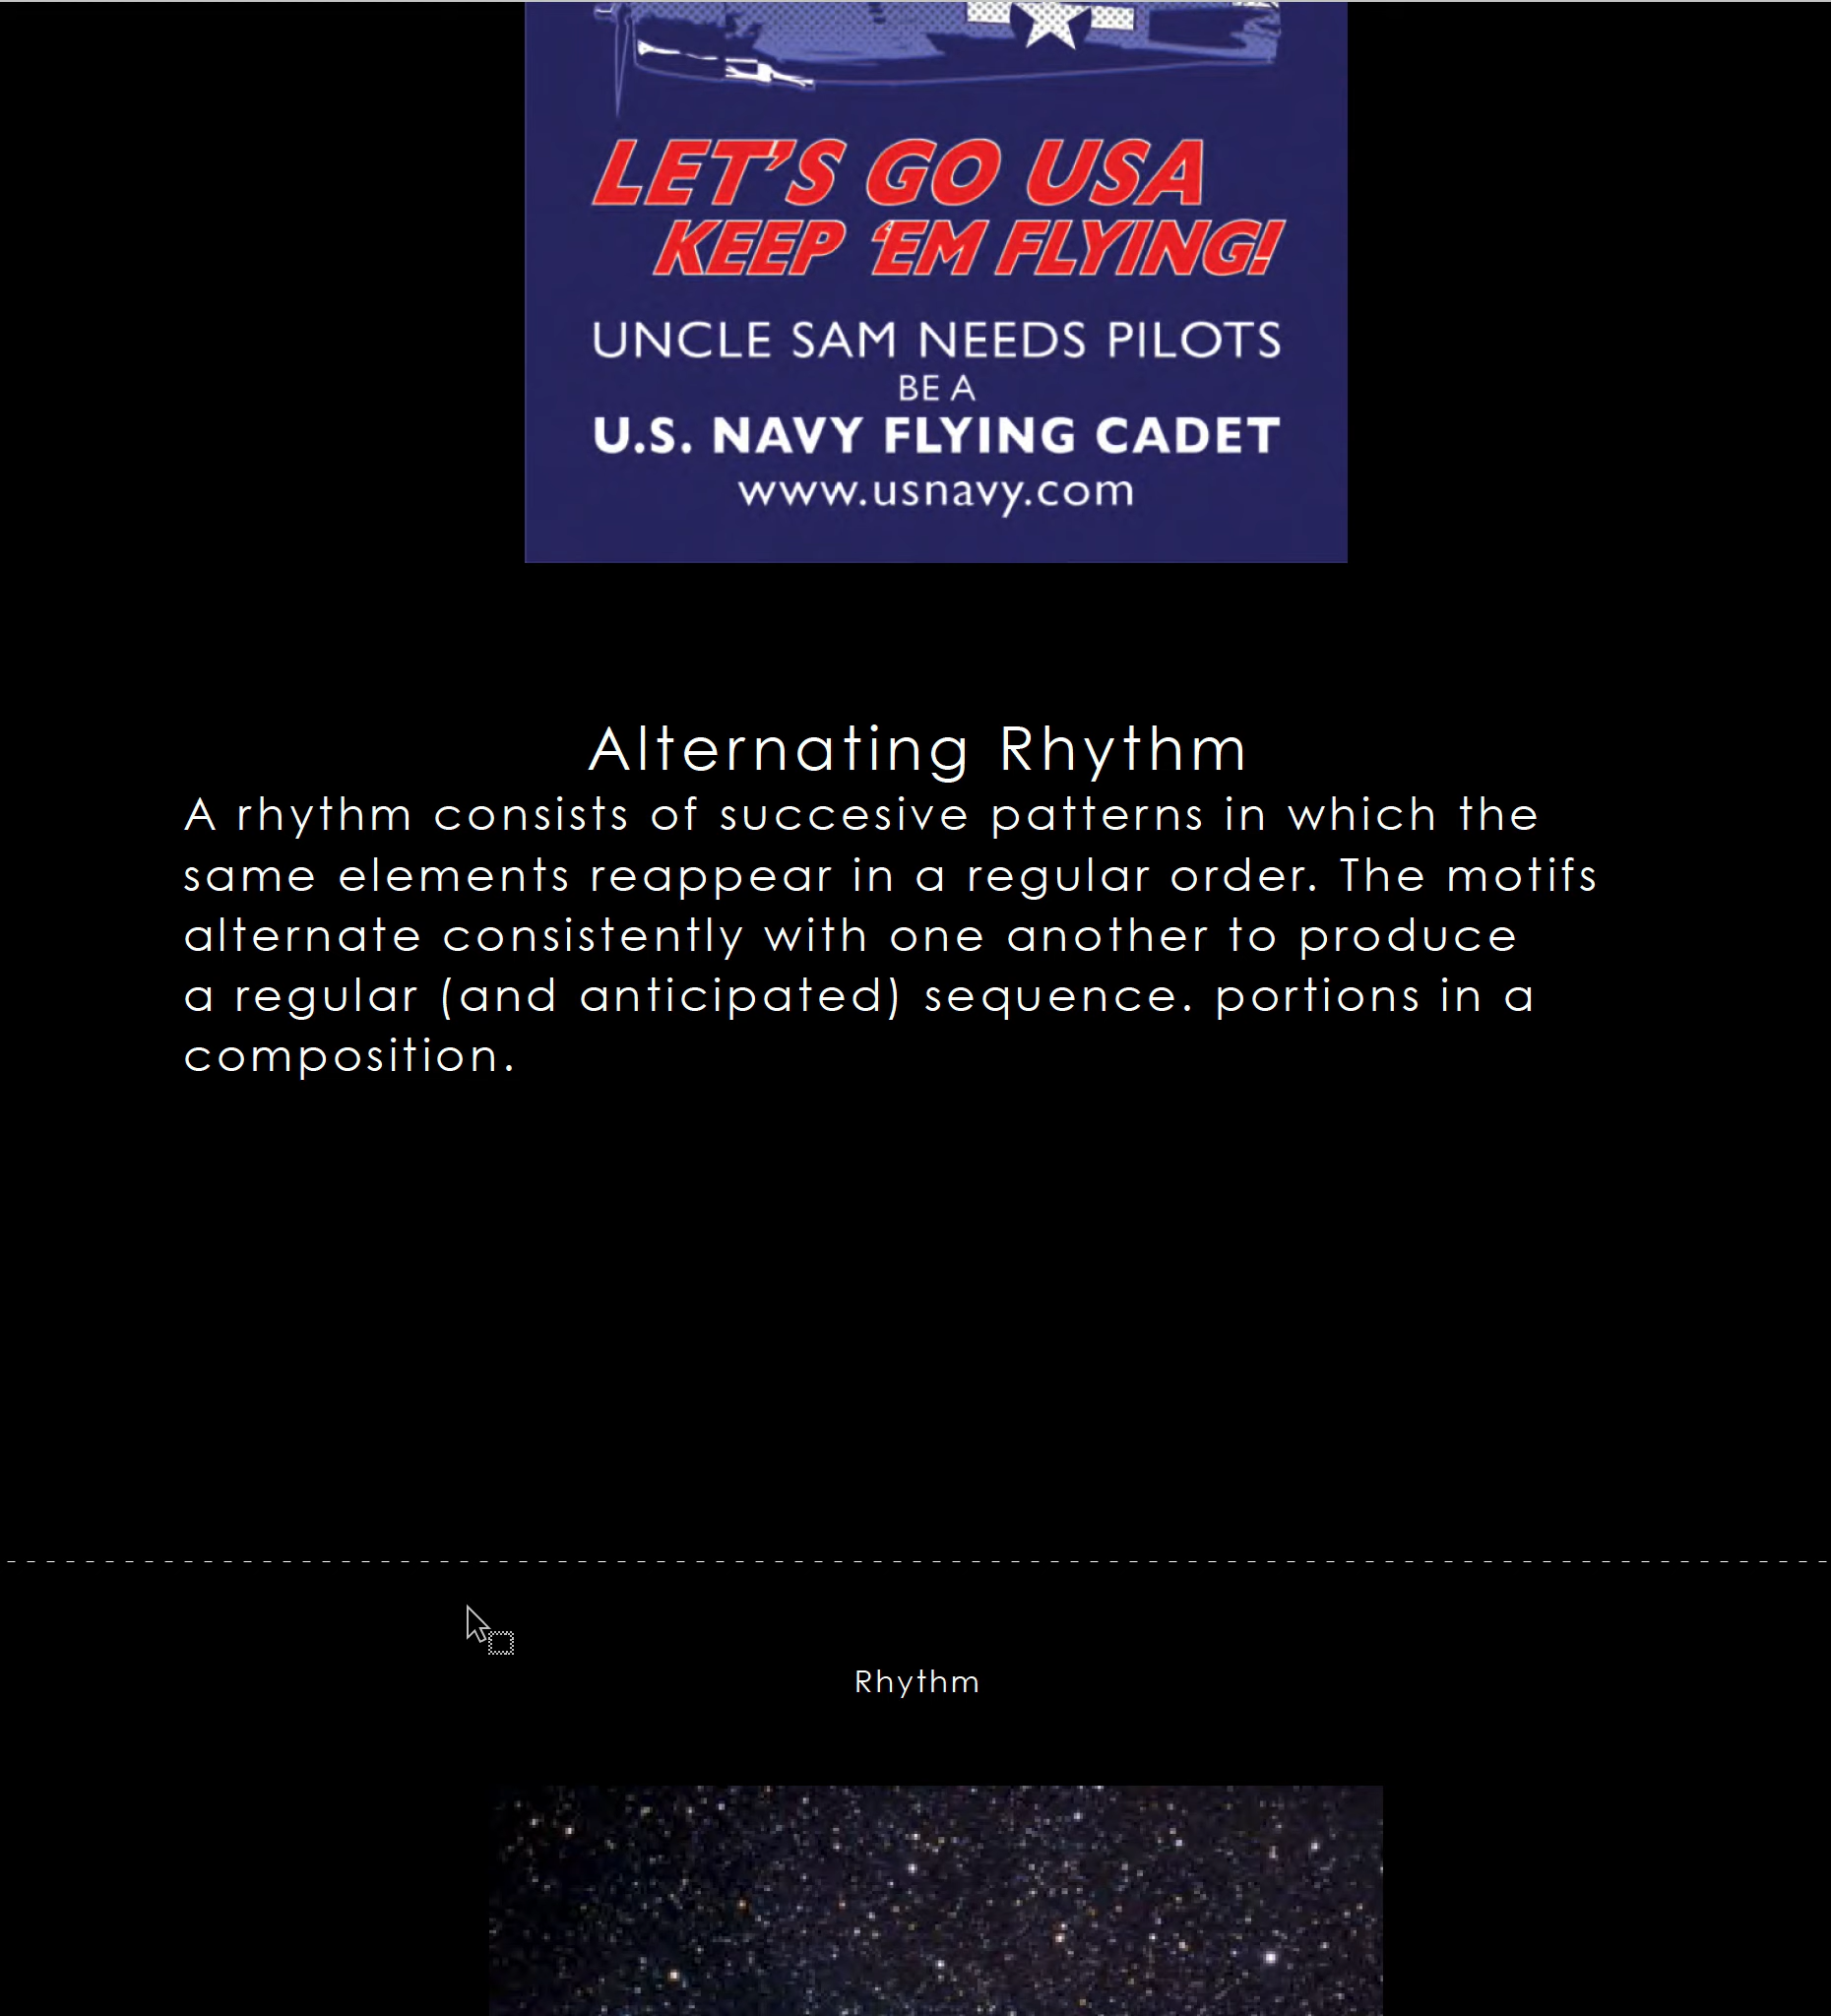 LET'S GO USA
KEEP 'EM FLYING!
UNCLE SAM NEEDS PILOTS
BE A
U.S. NAVY FLYING CADET
www.usnavy.com
Alternating Rhythm
A rhythm consists of succesive patterns in which the
same elements reappear in a regular order. The motifs
alternate consistently with one another to produce
a regular (and anticipated) sequence. portions in a
composition.
Rhythm